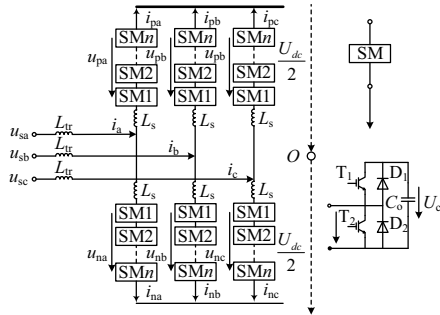 i_pa i_pb i_pc
SMn SMn SMn
u_pa u_pb u_pb U_dc/2
SM2 SM2 SM2
SM1 SM1 SM1
SM
L_s L_s L_s
u_sa L_tr i_a
u_sb L_tr i_b
u_sc L_tr i_c
O
L_s L_s L_s
SM1 SM1 SM1
u_na u_nb u_nc U_dc/2
SM2 SM2 SM2
SMn SMn SMn
i_na i_nb i_nc
T_1 D_1
C_o U_c
T_2 D_2